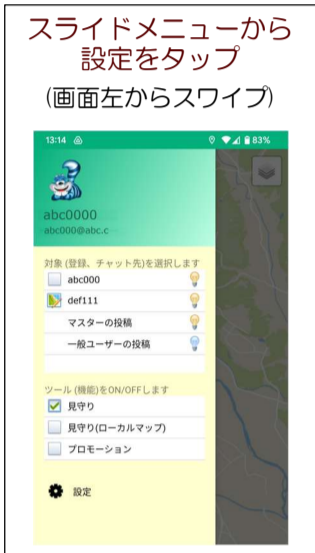 スライドメニューから
設定をタップ
(画面左からスワイプ)
13:14 83%
abc0000
abc000@abc.c
対象 (登録、チャット先)を選択します
abc000
def111
マスターの投稿
一般ユーザーの投稿
ツール (機能)をON/OFFします
見守り
見守り(ローカルマップ)
プロモーション
設定